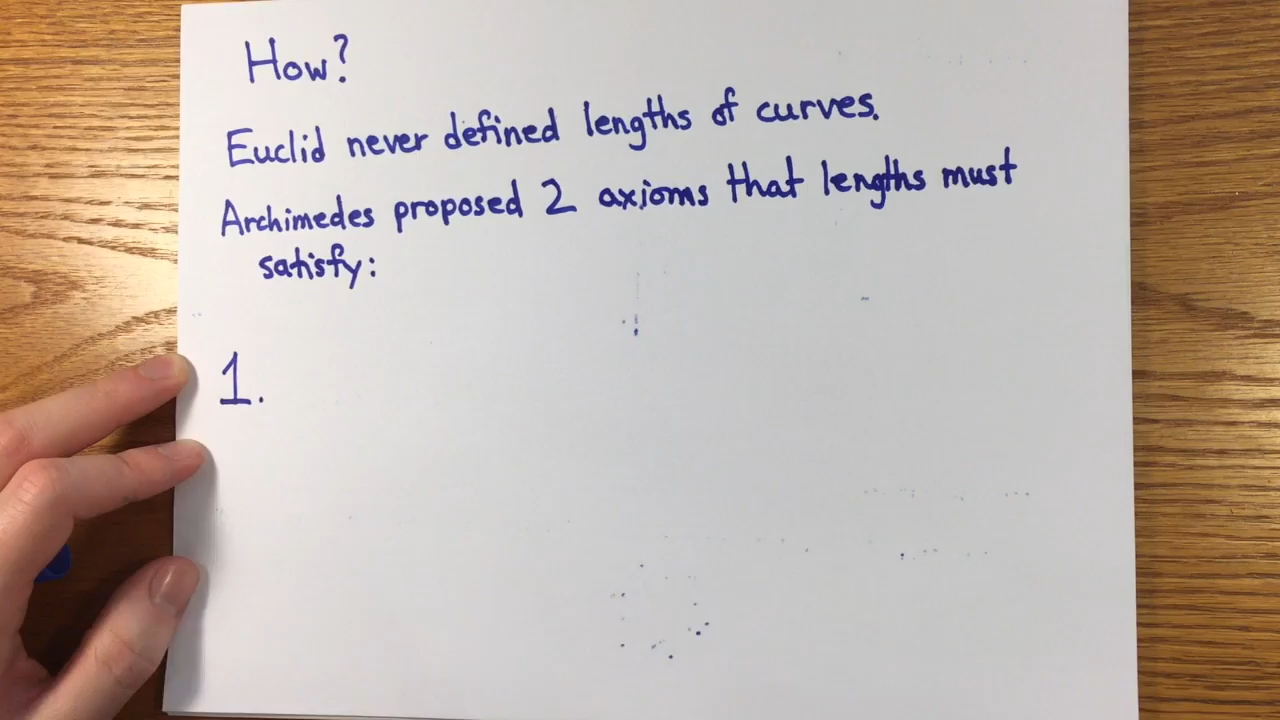 How?
Euclid never defined lengths of curves.
Archimedes proposed 2 axioms that lengths must
satisfy:
1.